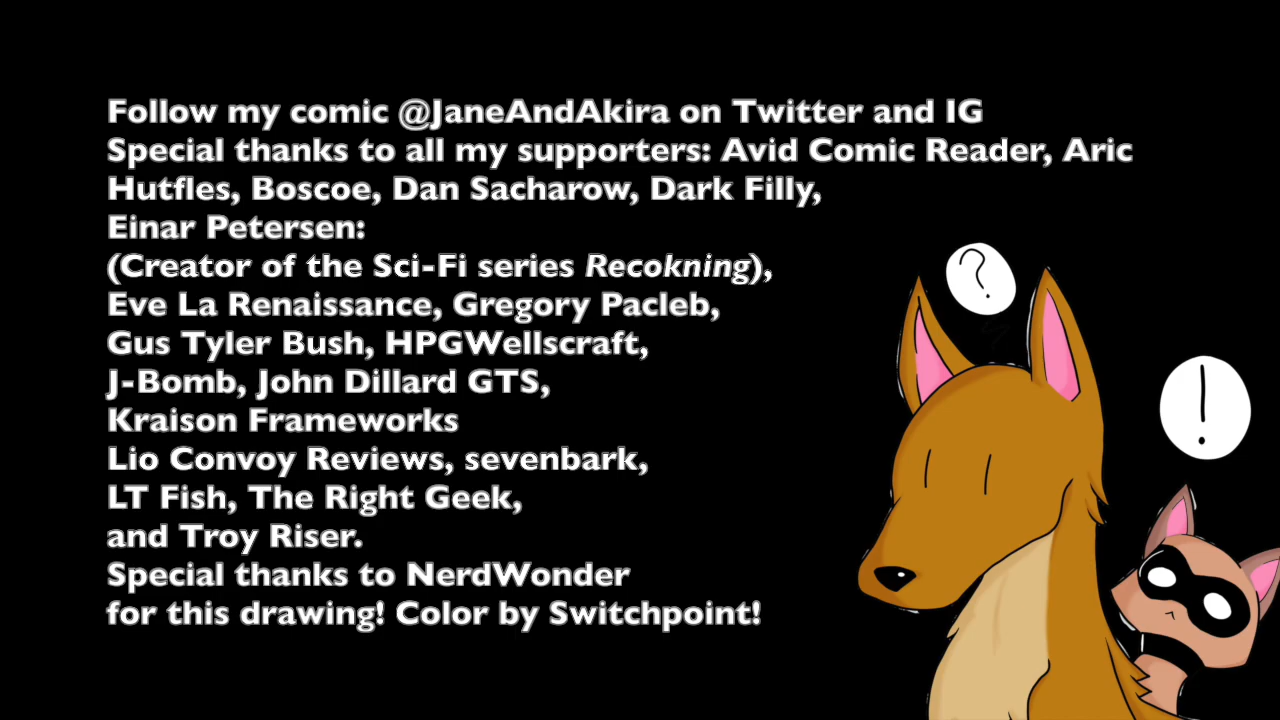 Follow my comic @JaneAndAkira on Twitter and IG
Special thanks to all my supporters: Avid Comic Reader, Aric
Hutfles, Boscoe, Dan Sacharow, Dark Filly,
Einar Petersen:
(Creator of the Sci-Fi series Recokning),
Eve La Renaissance, Gregory Pacleb,
Gus Tyler Bush, HPGWellscraft,
J-Bomb, John Dillard GTS,
Kraison Frameworks
Lio Convoy Reviews, sevenbark,
LT Fish, The Right Geek,
and Troy Riser.
Special thanks to NerdWonder
for this drawing! Color by Switchpoint!
?
!